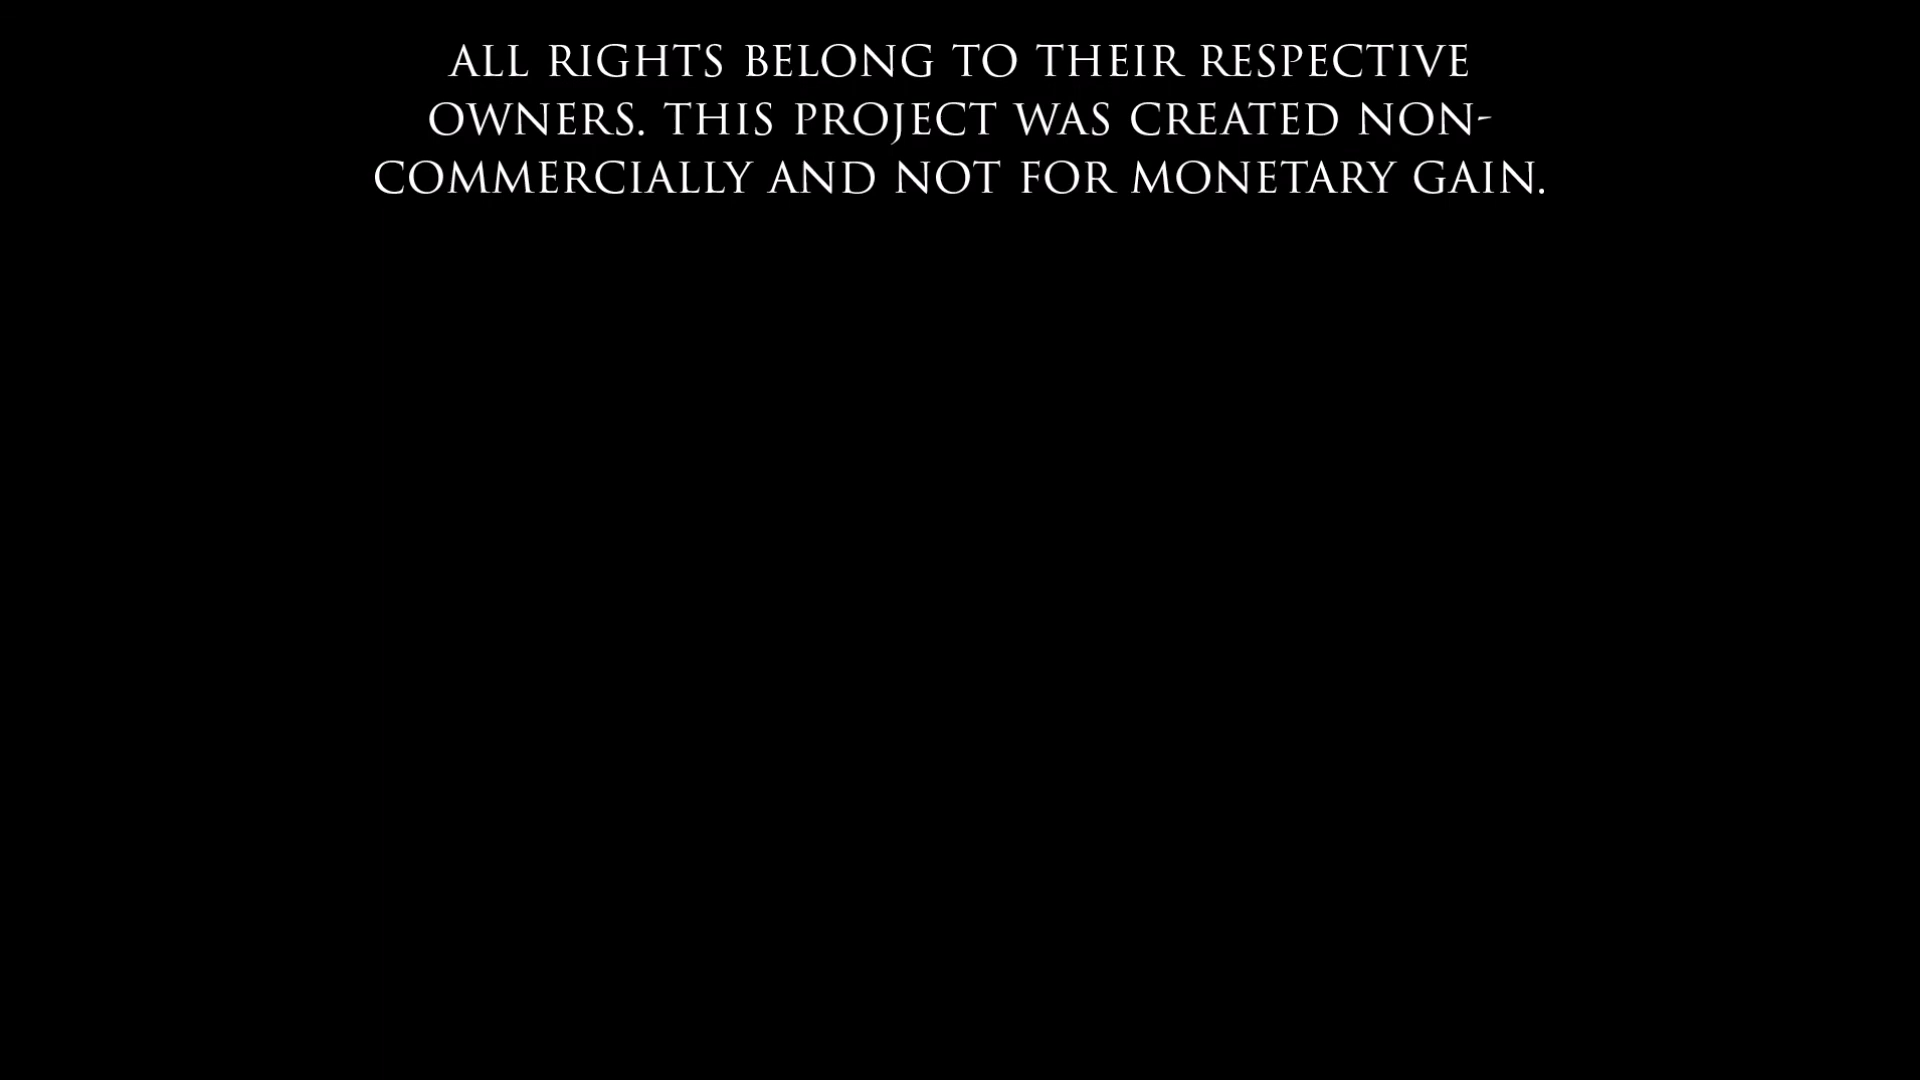 ALL RIGHTS BELONG TO THEIR RESPECTIVE
OWNERS. THIS PROJECT WAS CREATED NON-
COMMERCIALLY AND NOT FOR MONETARY GAIN.